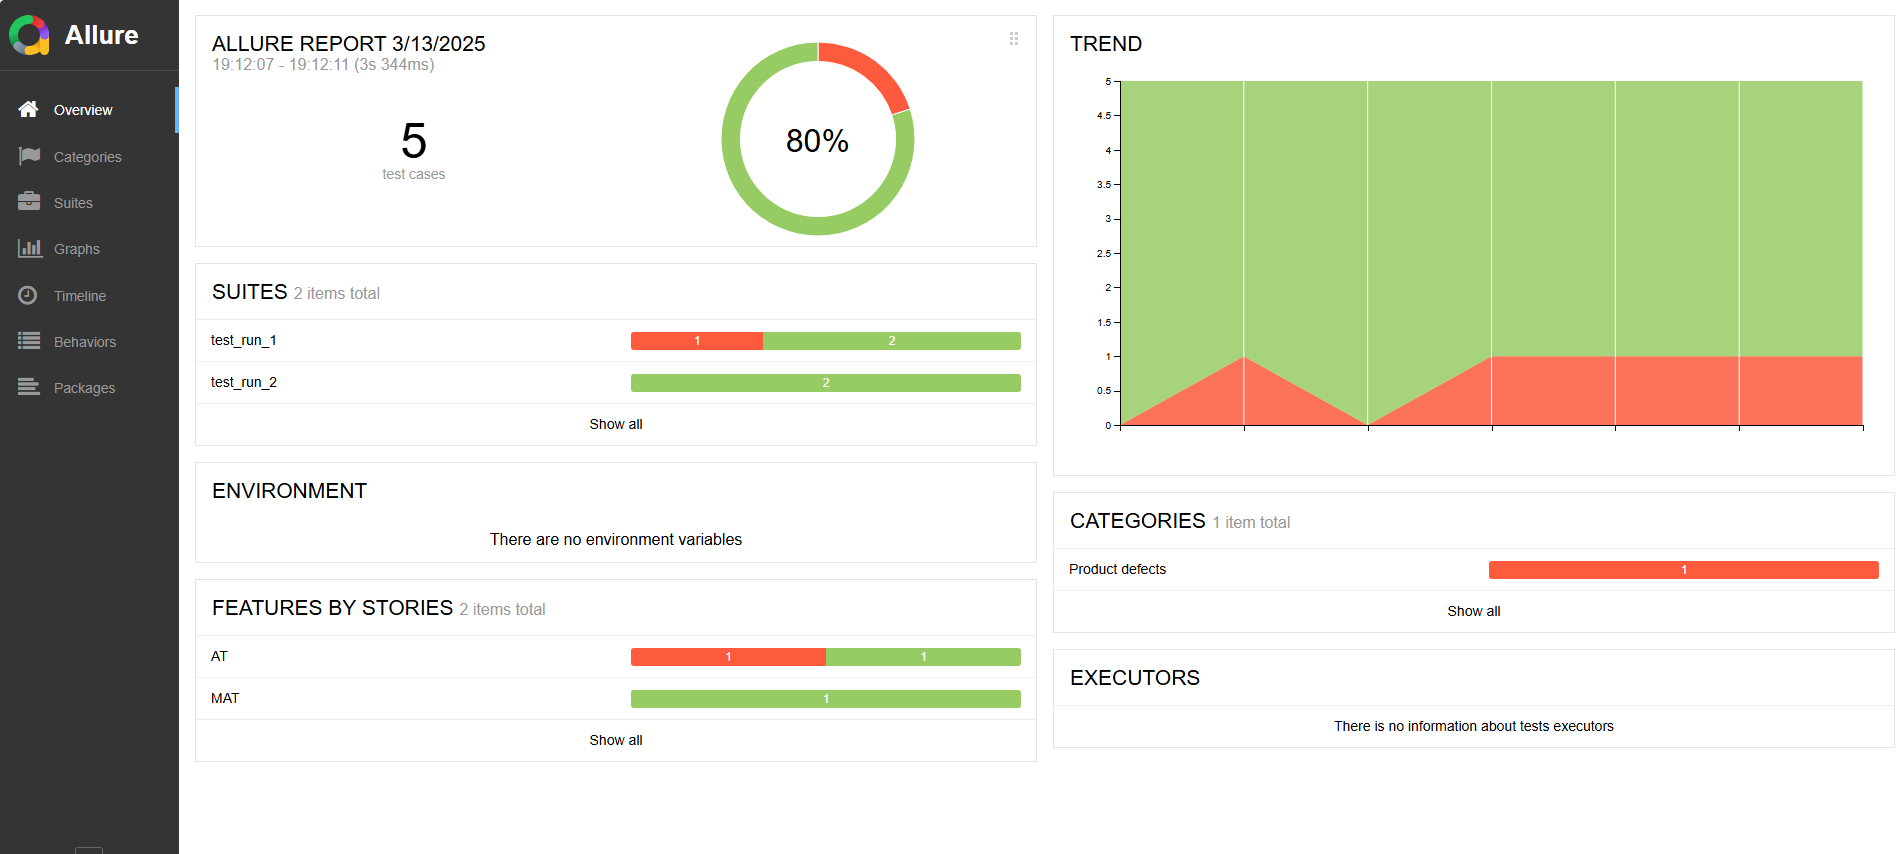 Allure
Overview
Categories
Suites
Graphs
Timeline
Behaviors
Packages
ALLURE REPORT 3/13/2025
19:12:07 - 19:12:11 (3s 344ms)
5
test cases
80%
SUITES 2 items total
test_run_1 1 2
test_run_2 2
Show all
ENVIRONMENT
There are no environment variables
FEATURES BY STORIES 2 items total
AT 1 1
MAT 1
Show all
TREND
5
4.5
4
3.5
3
2.5
2
1.5
1
0.5
0
CATEGORIES 1 item total
Product defects 1
Show all
EXECUTORS
There is no information about tests executors